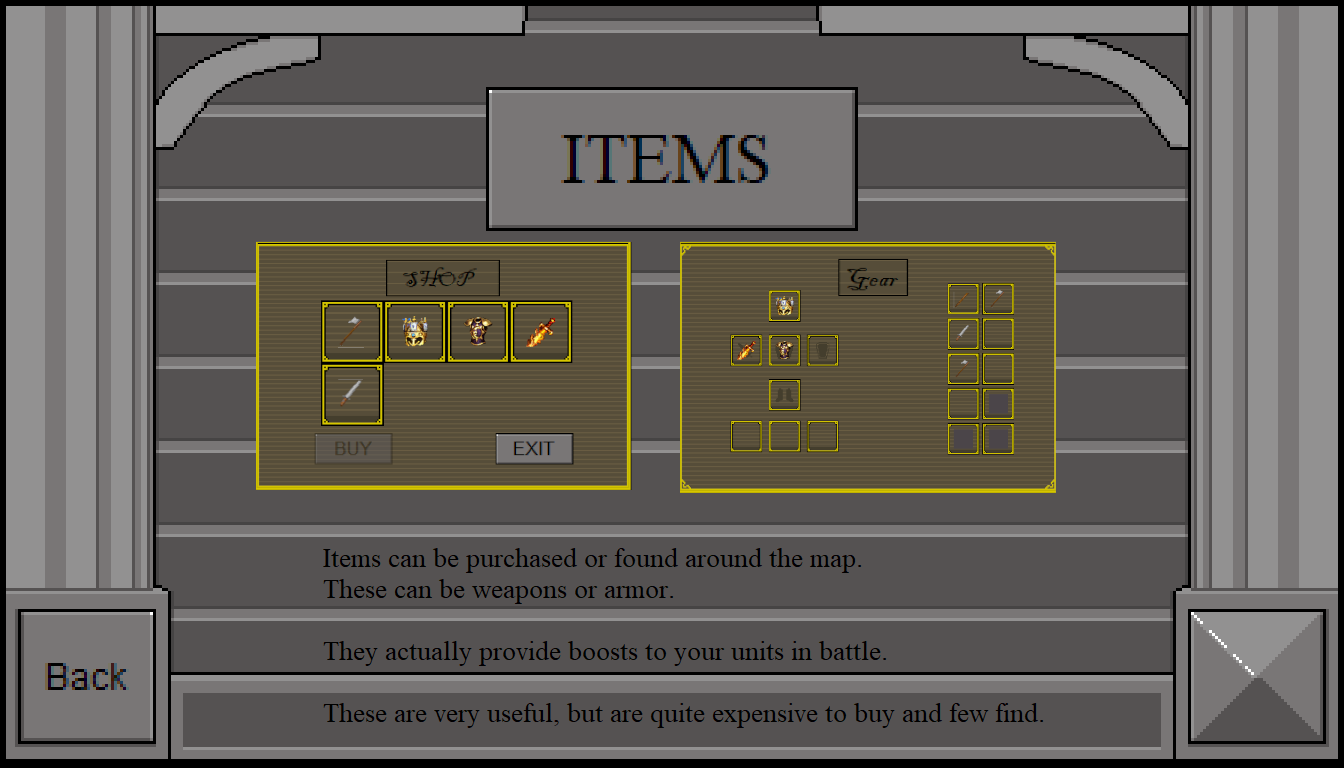 ITEMS
SHOP
Gear
BUY
EXIT
Items can be purchased or found around the map.
These can be weapons or armor.
They actually provide boosts to your units in battle.
Back
These are very useful, but are quite expensive to buy and few find.